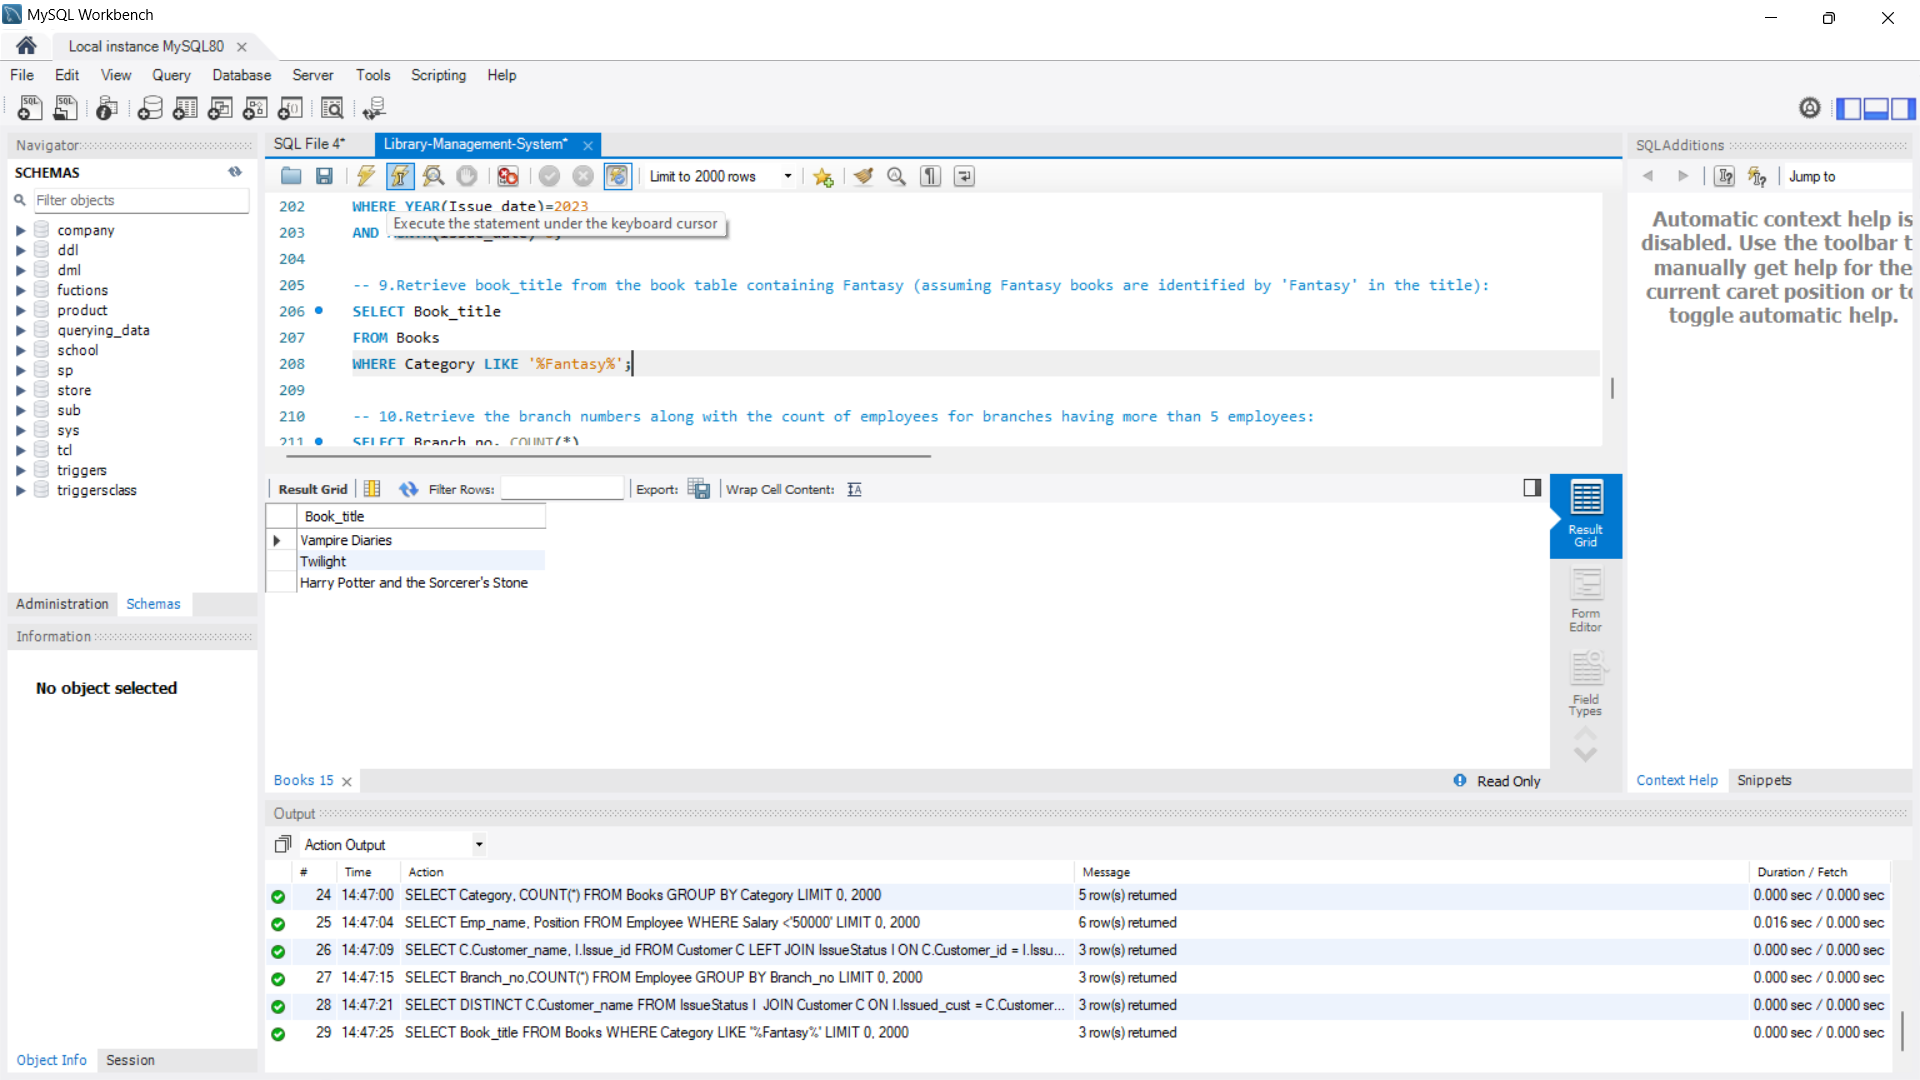 MySQL Workbench
Local instance MySQL80
File Edit View Query Database Server Tools Scripting Help
Navigator
SCHEMAS
Filter objects
company
ddl
dml
fuctions
product
querying_data
school
sp
store
sub
sys
tcl
triggers
triggersclass
Administration Schemas
Information
No object selected
Object Info Session
SQL File 4* Library-Management-System*
Limit to 2000 rows
202 WHERE YEAR(Issue_date)=2023
Execute the statement under the keyboard cursor
203 AND
204
205 -- 9.Retrieve book_title from the book table containing Fantasy (assuming Fantasy books are identified by 'Fantasy' in the title):
206 SELECT Book_title
207 FROM Books
208 WHERE Category LIKE '%Fantasy%';
209
210 -- 10.Retrieve the branch numbers along with the count of employees for branches having more than 5 employees:
211 SELECT Branch_no, COUNT(*)
Result Grid Filter Rows: Export: Wrap Cell Content:
Book_title
Vampire Diaries
Twilight
Harry Potter and the Sorcerer's Stone
Result Grid
Form Editor
Field Types
Books 15
Read Only
SQLAdditions
Jump to
Automatic context help is
disabled. Use the toolbar t
manually get help for the
current caret position or to
toggle automatic help.
Context Help Snippets
Output
Action Output
# Time Action Message Duration / Fetch
24 14:47:00 SELECT Category, COUNT(*) FROM Books GROUP BY Category LIMIT 0, 2000 5 row(s) returned 0.000 sec / 0.000 sec
25 14:47:04 SELECT Emp_name, Position FROM Employee WHERE Salary <'50000' LIMIT 0, 2000 6 row(s) returned 0.016 sec / 0.000 sec
26 14:47:09 SELECT C.Customer_name, I.Issue_id FROM Customer C LEFT JOIN IssueStatus I ON C.Customer_id = I.Issu... 3 row(s) returned 0.000 sec / 0.000 sec
27 14:47:15 SELECT Branch_no,COUNT(*) FROM Employee GROUP BY Branch_no LIMIT 0, 2000 3 row(s) returned 0.000 sec / 0.000 sec
28 14:47:21 SELECT DISTINCT C.Customer_name FROM IssueStatus I JOIN Customer C ON I.Issued_cust = C.Customer... 3 row(s) returned 0.000 sec / 0.000 sec
29 14:47:25 SELECT Book_title FROM Books WHERE Category LIKE '%Fantasy%' LIMIT 0, 2000 3 row(s) returned 0.000 sec / 0.000 sec